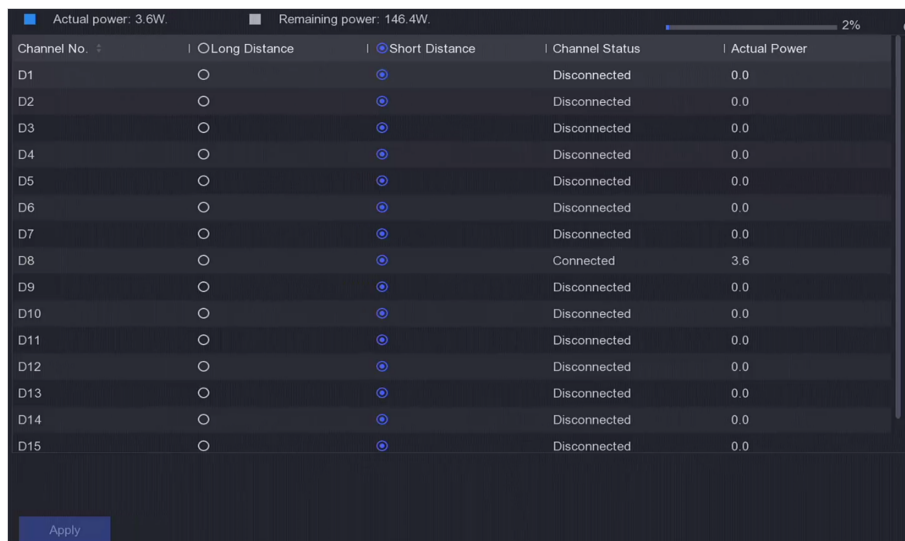 Actual power: 3.6W. Remaining power: 146.4W. 2%
Channel No. Long Distance Short Distance Channel Status Actual Power
D1 Disconnected 0.0
D2 Disconnected 0.0
D3 Disconnected 0.0
D4 Disconnected 0.0
D5 Disconnected 0.0
D6 Disconnected 0.0
D7 Disconnected 0.0
D8 Connected 3.6
D9 Disconnected 0.0
D10 Disconnected 0.0
D11 Disconnected 0.0
D12 Disconnected 0.0
D13 Disconnected 0.0
D14 Disconnected 0.0
D15 Disconnected 0.0
Apply